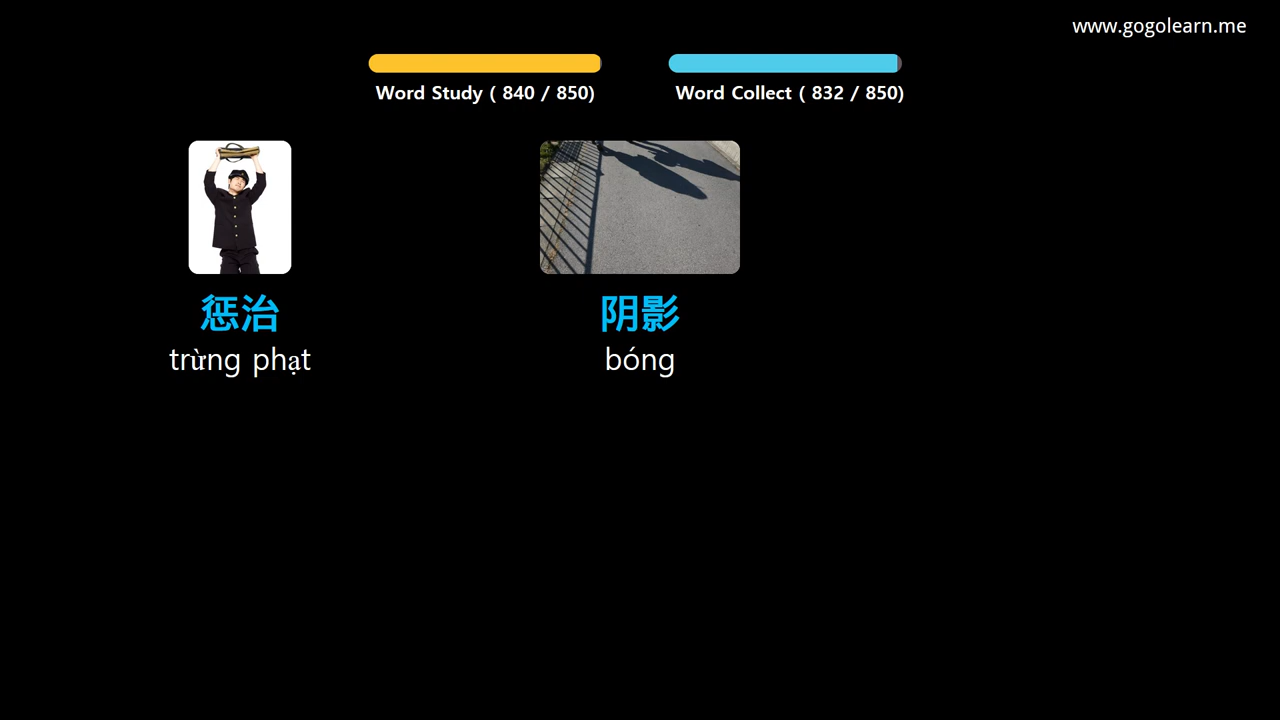 www.gogolearn.me
Word Study ( 840 / 850)
Word Collect ( 832 / 850)
惩治
trừng phạt
阴影
bóng